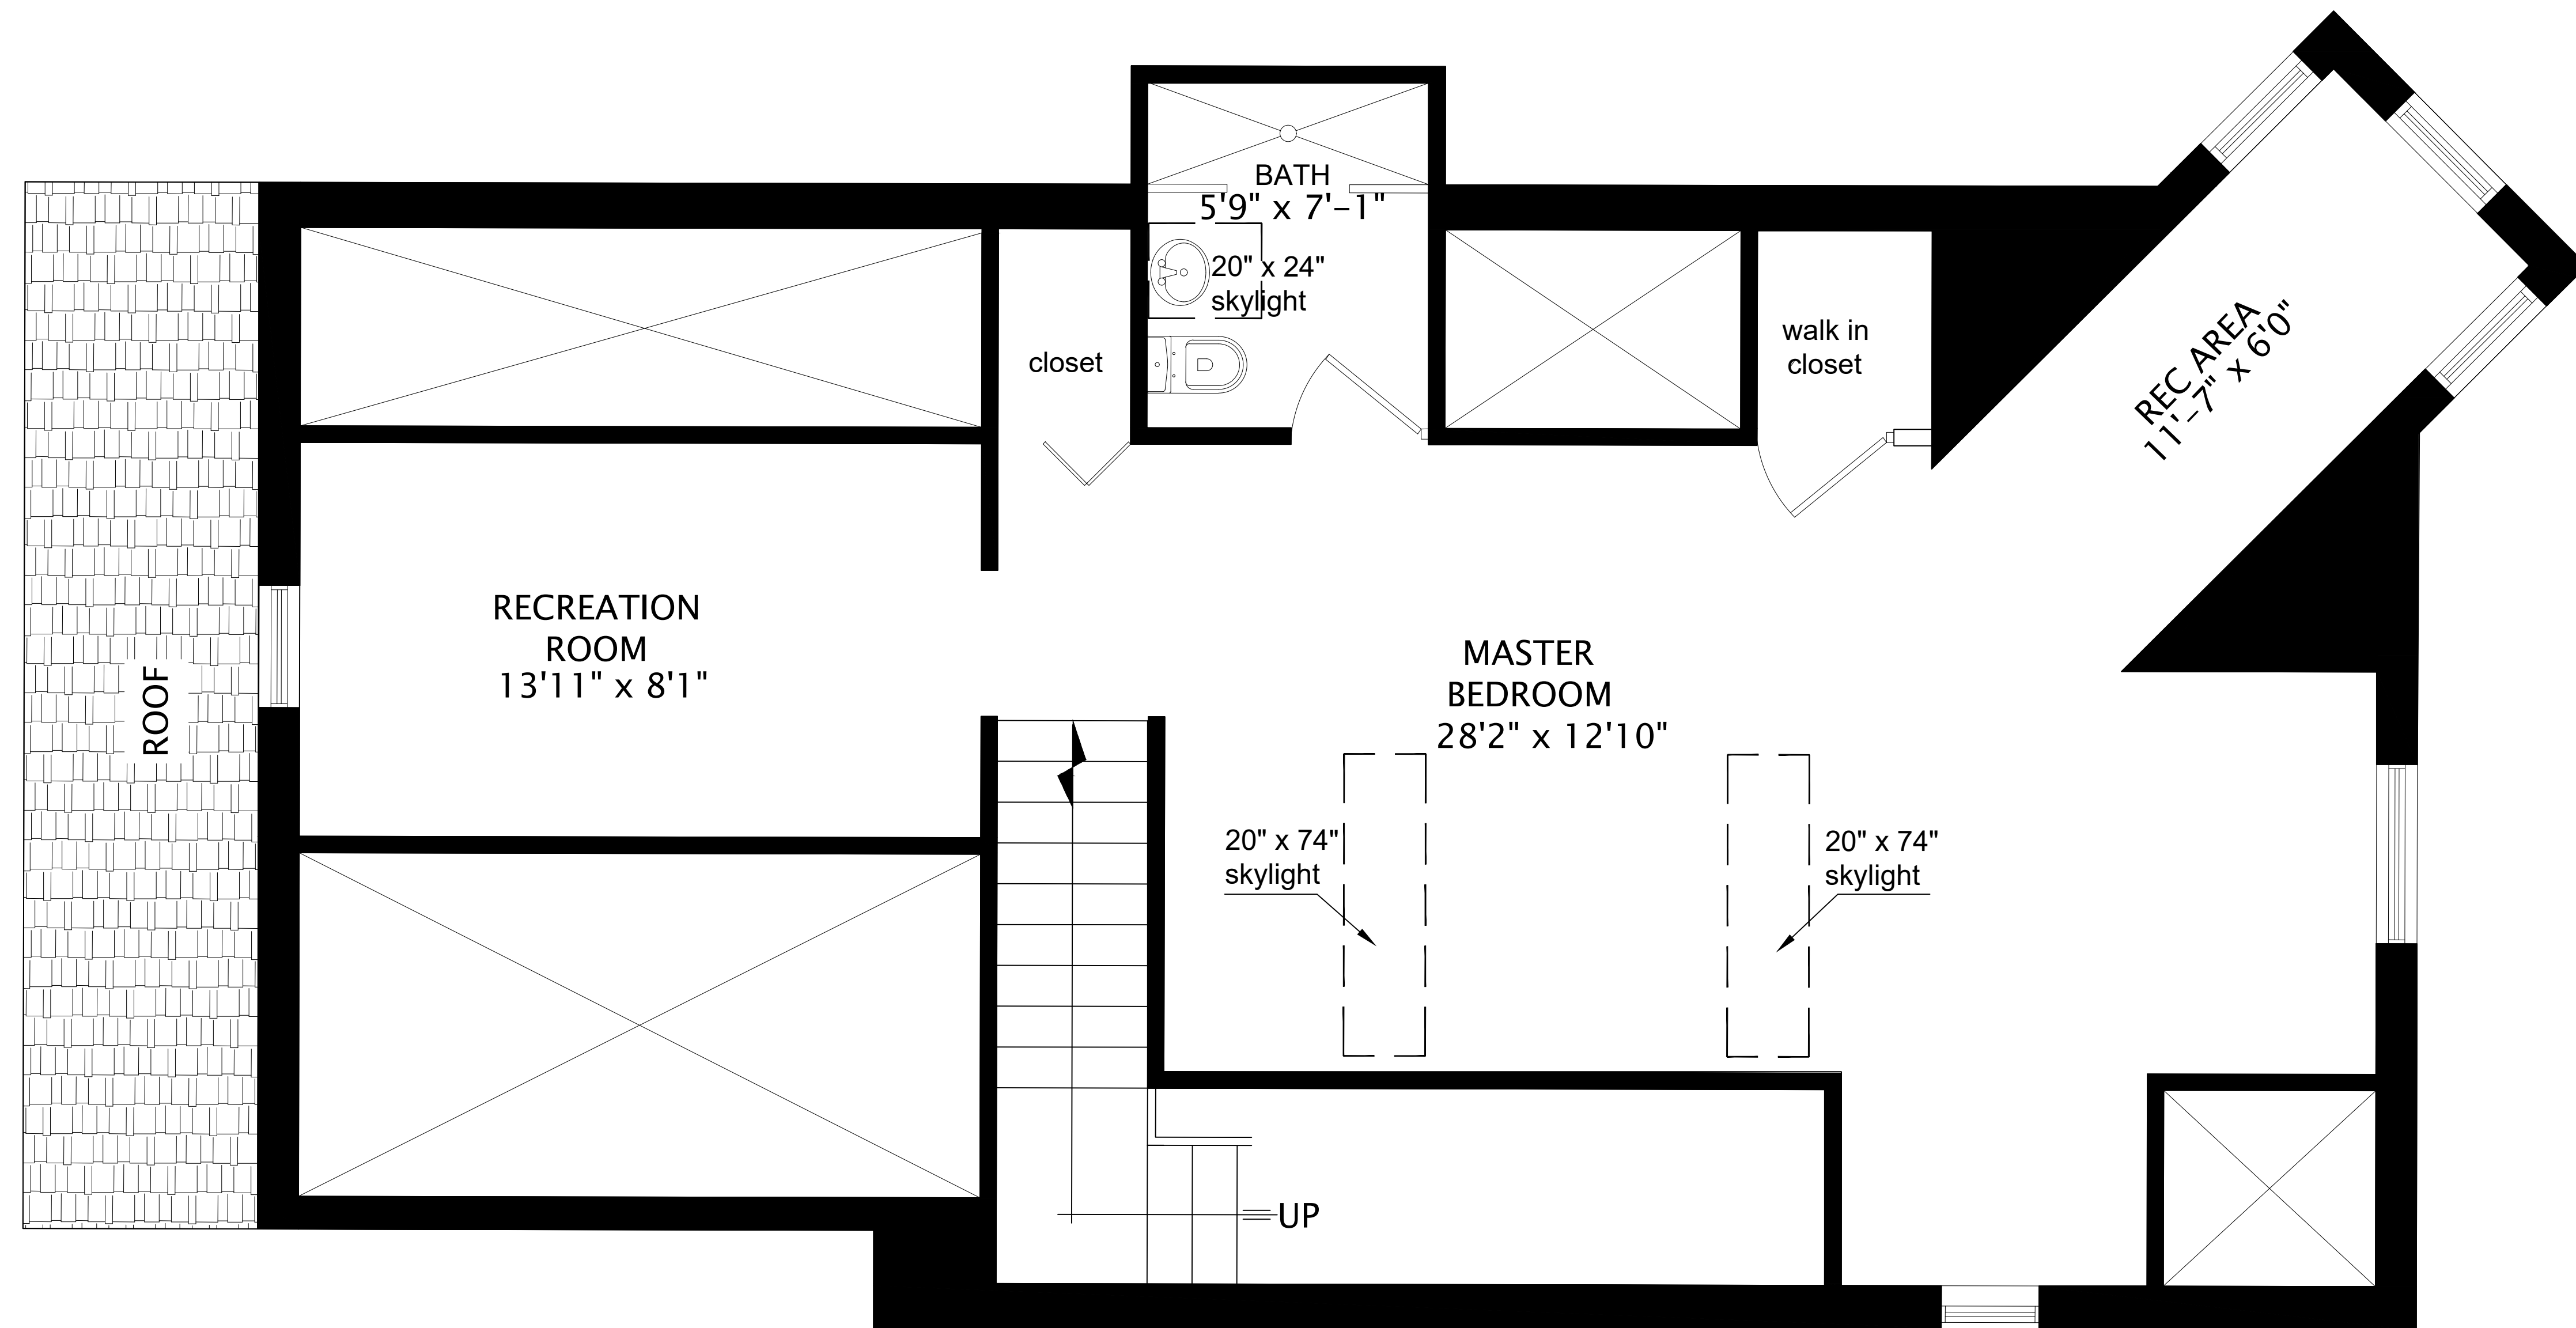 BATH
5'9" x 7'-1"
20" x 24"
skylight
closet
walk in
closet
REC AREA
11'-7" x 6'0"
RECREATION
ROOM
13'11" x 8'1"
ROOF
MASTER
BEDROOM
28'2" x 12'10"
20" x 74"
skylight
20" x 74"
skylight
UP